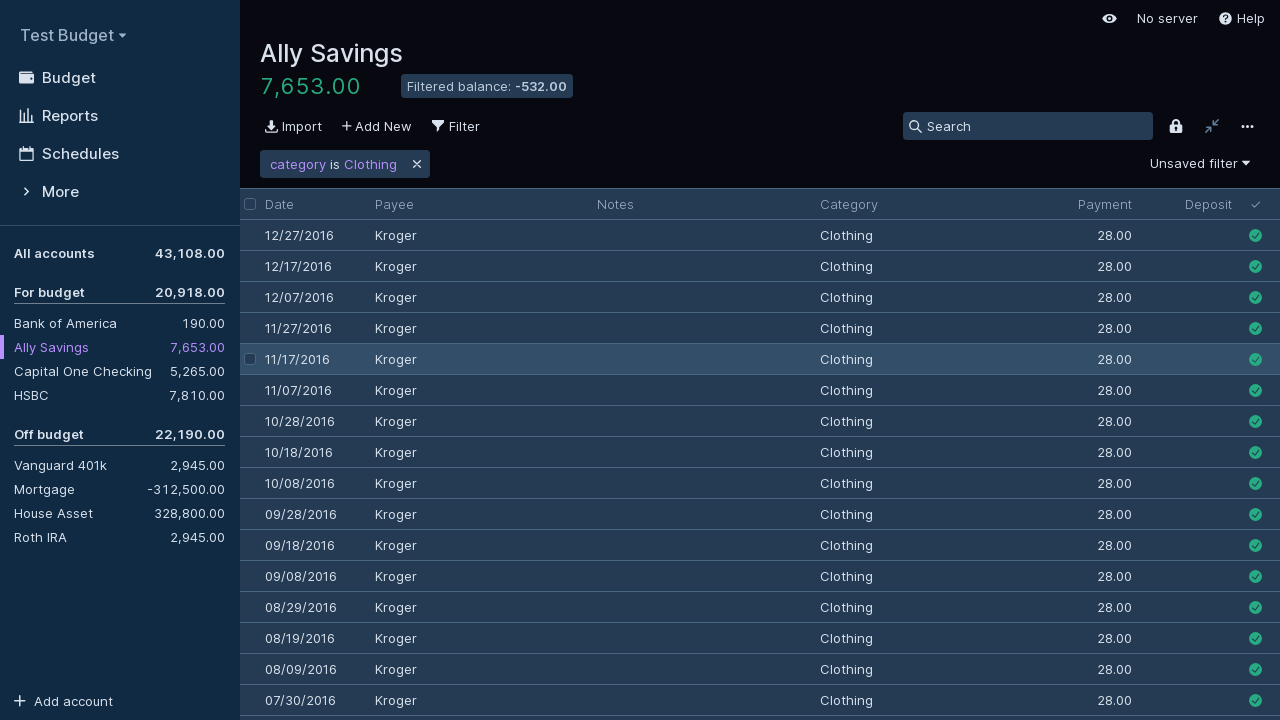 Test Budget
Budget
Reports
Schedules
More
All accounts 43,108.00
For budget 20,918.00
Bank of America 190.00
Ally Savings 7,653.00
Capital One Checking 5,265.00
HSBC 7,810.00
Off budget 22,190.00
Vanguard 401k 2,945.00
Mortgage -312,500.00
House Asset 328,800.00
Roth IRA 2,945.00
Add account
No server Help
Ally Savings
7,653.00 Filtered balance: -532.00
Import Add New Filter Search
category is Clothing Unsaved filter
Date Payee Notes Category Payment Deposit
12/27/2016 Kroger Clothing 28.00
12/17/2016 Kroger Clothing 28.00
12/07/2016 Kroger Clothing 28.00
11/27/2016 Kroger Clothing 28.00
11/17/2016 Kroger Clothing 28.00
11/07/2016 Kroger Clothing 28.00
10/28/2016 Kroger Clothing 28.00
10/18/2016 Kroger Clothing 28.00
10/08/2016 Kroger Clothing 28.00
09/28/2016 Kroger Clothing 28.00
09/18/2016 Kroger Clothing 28.00
09/08/2016 Kroger Clothing 28.00
08/29/2016 Kroger Clothing 28.00
08/19/2016 Kroger Clothing 28.00
08/09/2016 Kroger Clothing 28.00
07/30/2016 Kroger Clothing 28.00